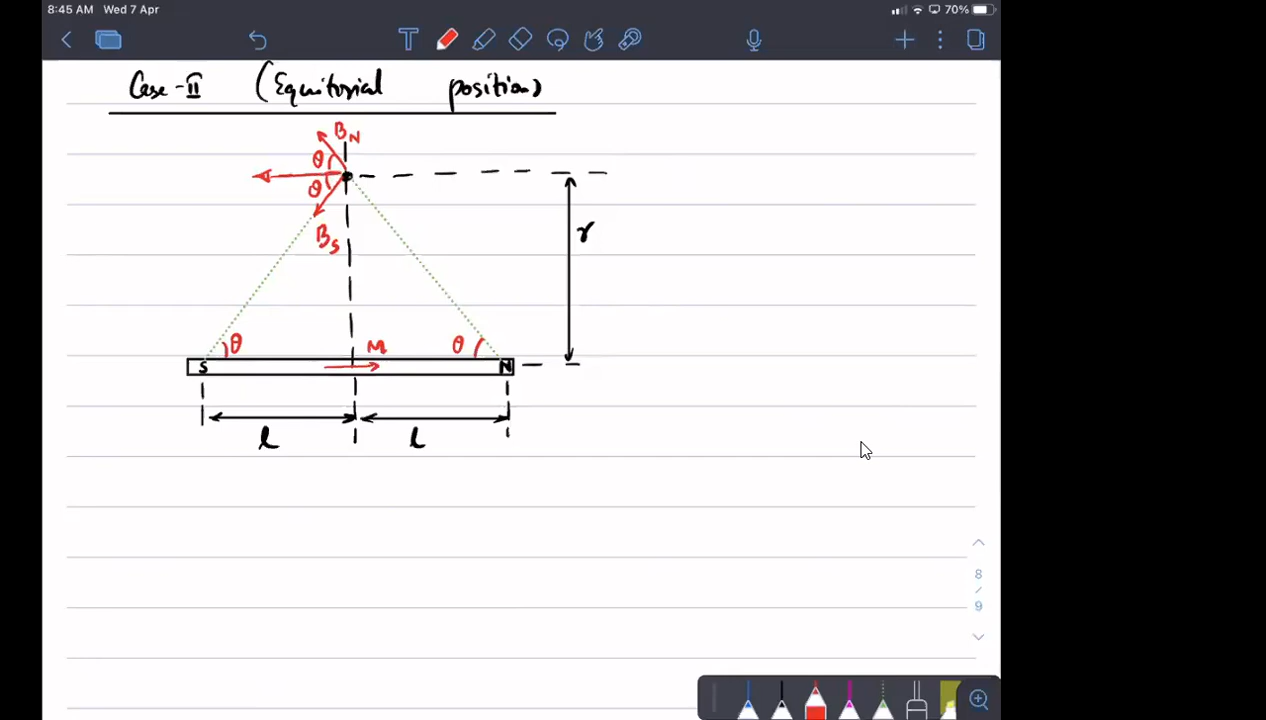 8:45 AM Wed 7 Apr
70%
T
Case-II (Equitorial position)
B_N
θ
θ
B_S
r
θ
M
θ
S
N
l
l
8
/
9